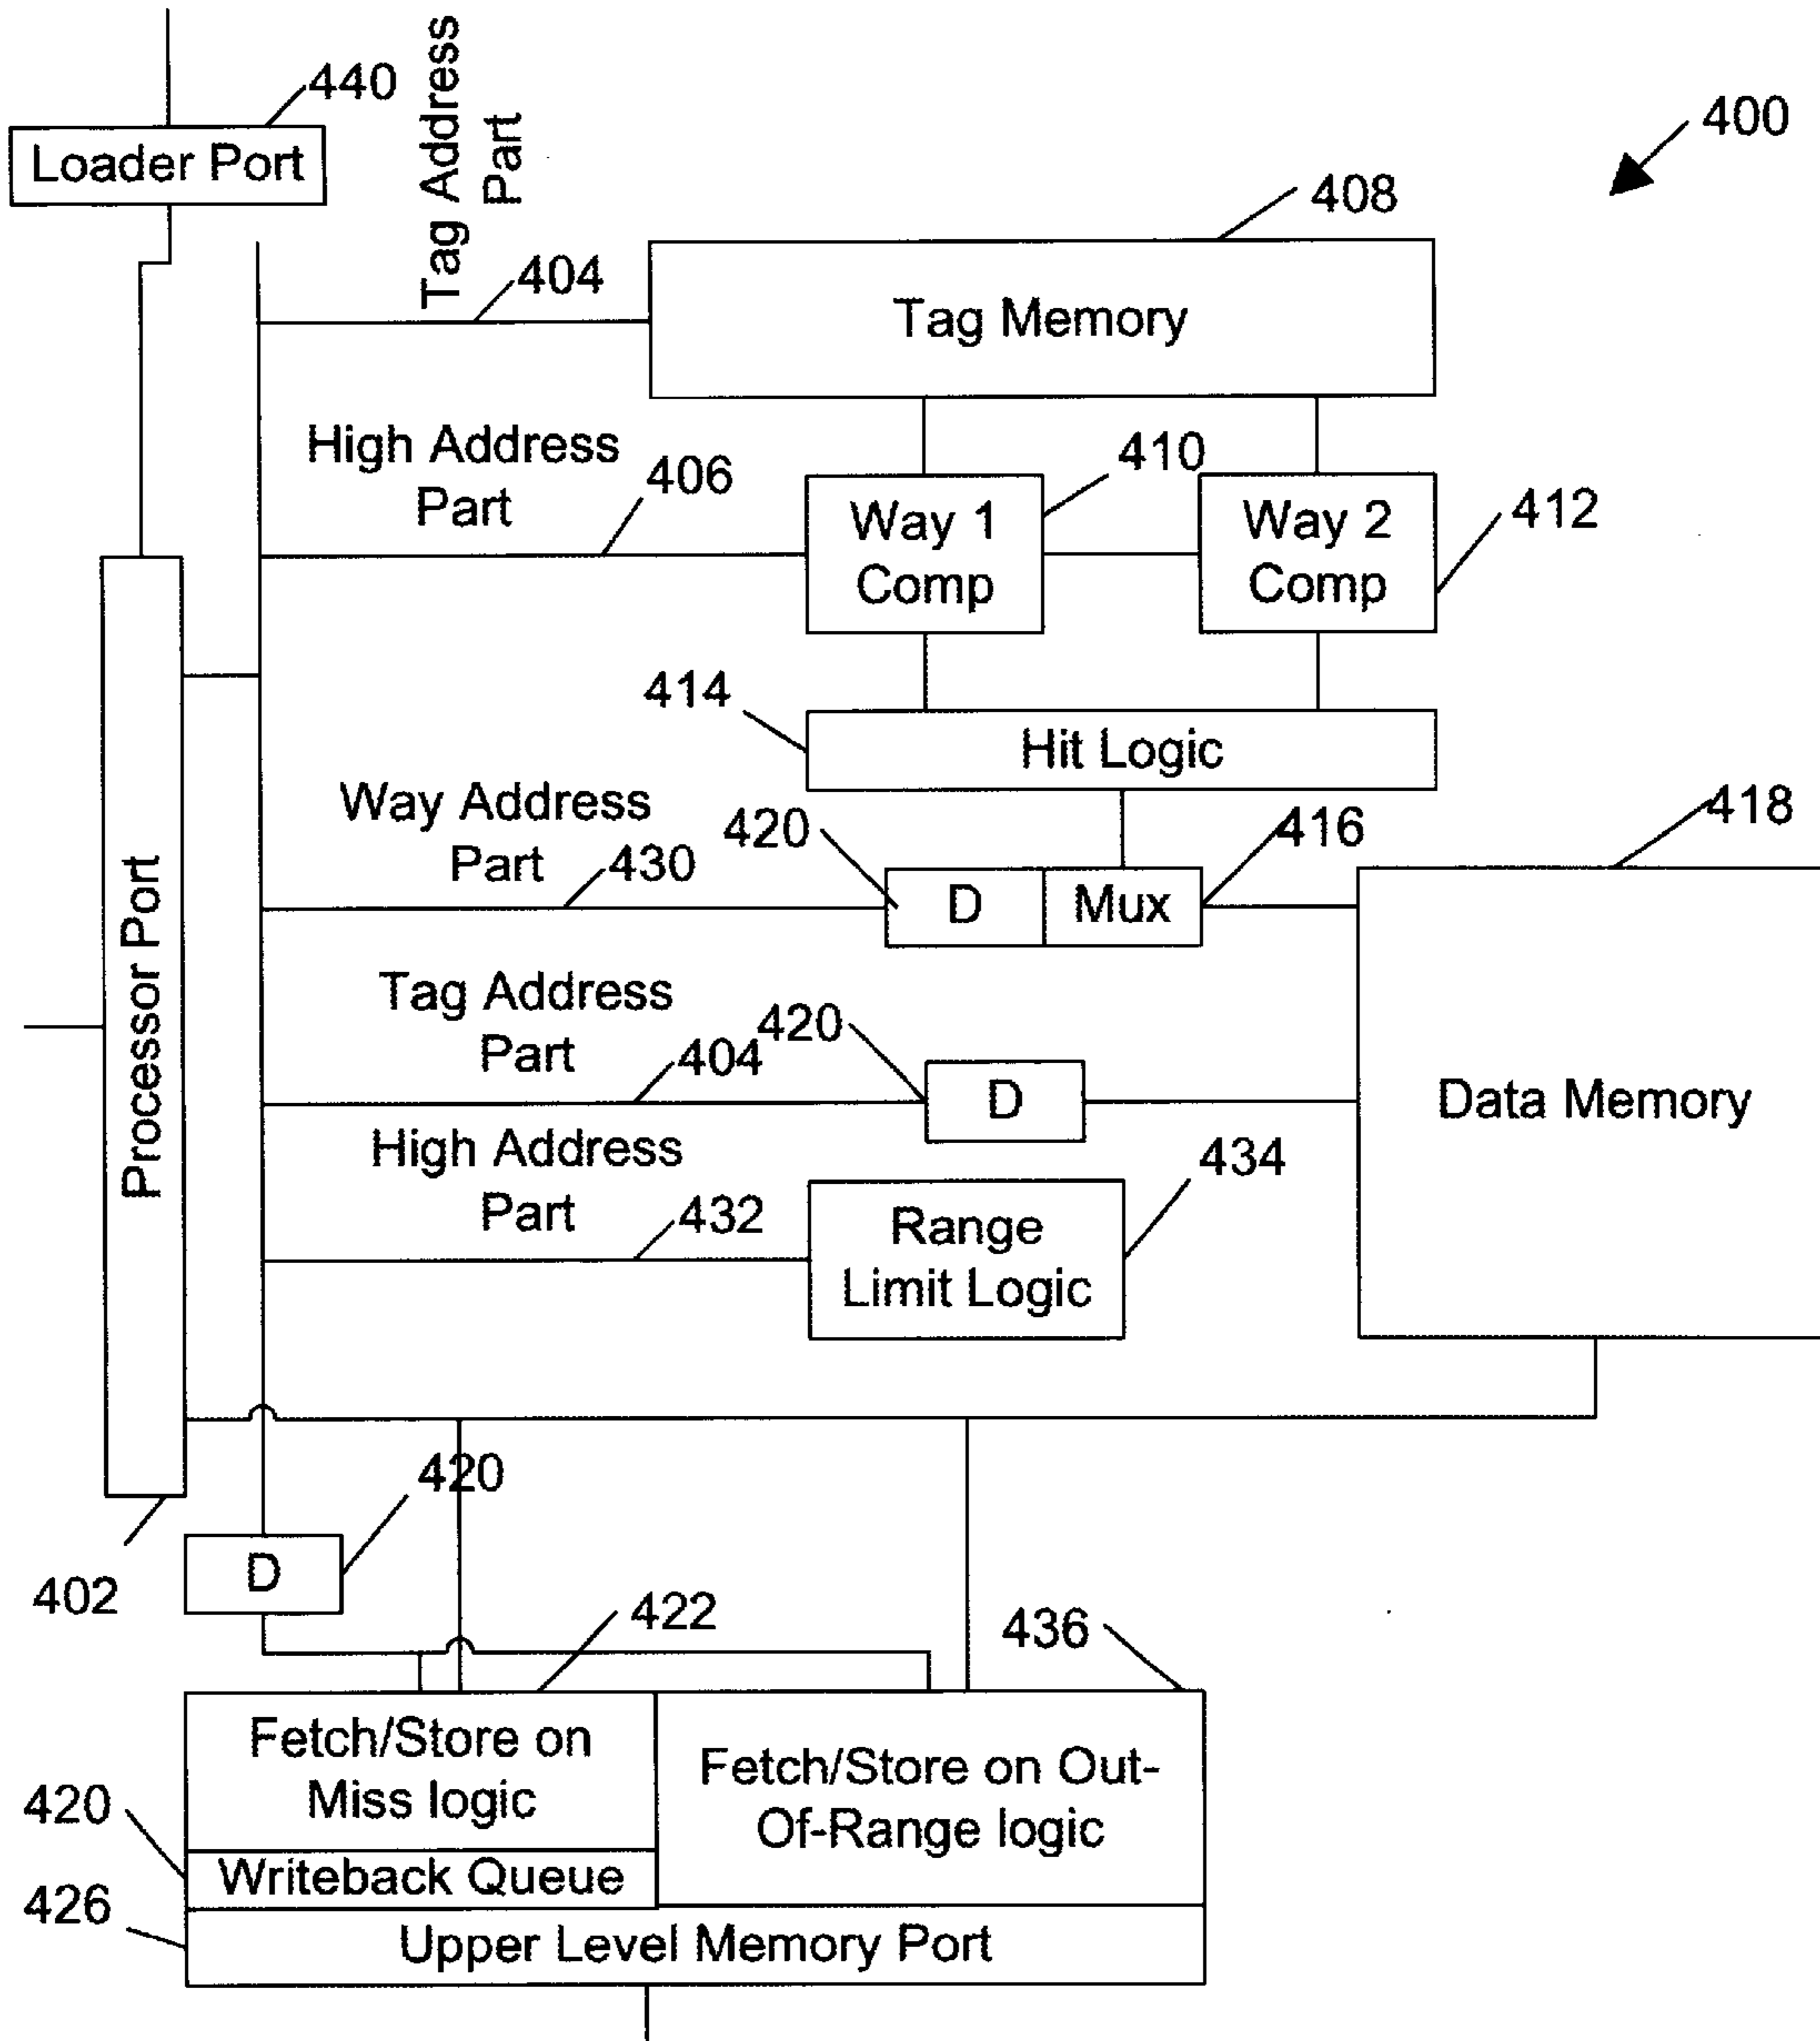 440
Loader Port
Tag Address
Part
400
408
404
Tag Memory
High Address
Part
406
410
Way 1
Comp
Way 2
Comp
412
414
Hit Logic
Way Address
Part
430
420
416
418
D
Mux
Processor Port
Tag Address
Part
404
420
D
Data Memory
High Address
Part
432
434
Range
Limit Logic
402
420
D
422
436
Fetch/Store on
Miss logic
Fetch/Store on Out-
Of-Range logic
420
Writeback Queue
426
Upper Level Memory Port